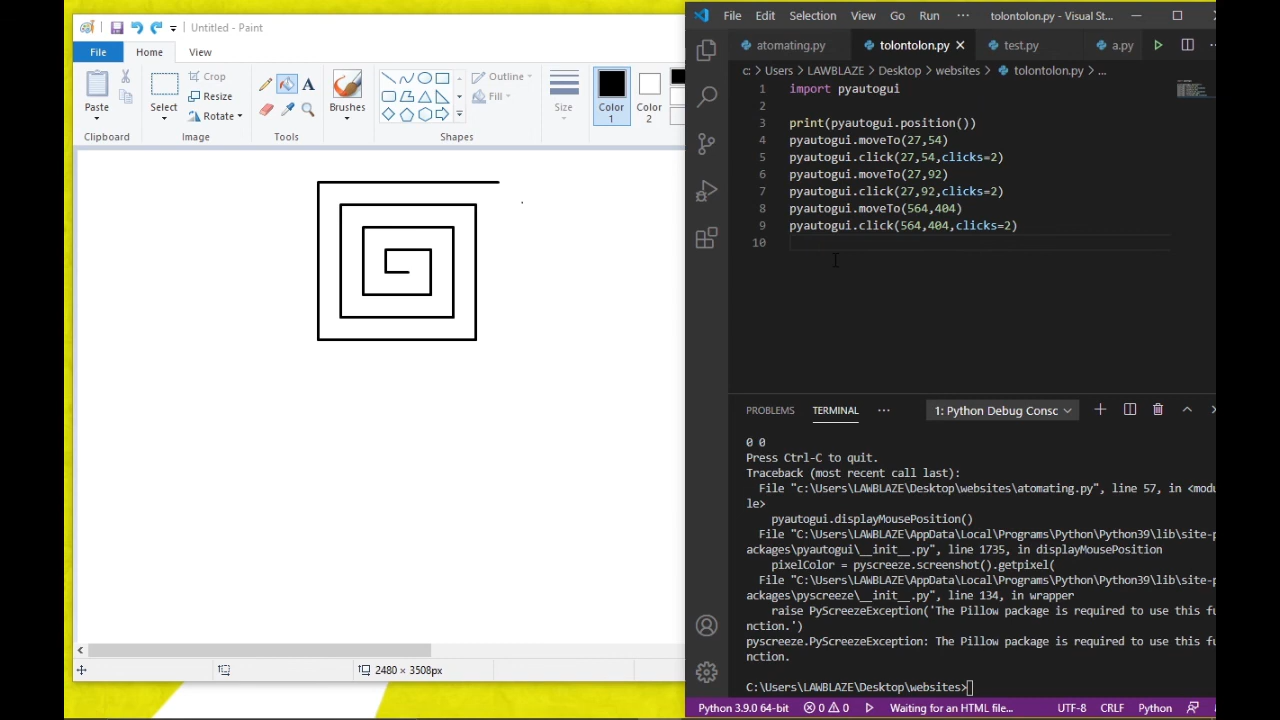 Untitled - Paint
File Home View
Paste
Select
Crop
Resize
Rotate
Brushes
Outline
Fill
Size
Color
1
Color
2
Clipboard
Image
Tools
Shapes
2480 × 3508px
File Edit Selection View Go Run ··· tolontolon.py - Visual St...
atomating.py tolontolon.py test.py a.py
c: > Users > LAWBLAZE > Desktop > websites > tolontolon.py > ...
1 import pyautogui
2
3 print(pyautogui.position())
4 pyautogui.moveTo(27,54)
5 pyautogui.click(27,54,clicks=2)
6 pyautogui.moveTo(27,92)
7 pyautogui.click(27,92,clicks=2)
8 pyautogui.moveTo(564,404)
9 pyautogui.click(564,404,clicks=2)
10
PROBLEMS TERMINAL ··· 1: Python Debug Consc
0 0
Press Ctrl-C to quit.
Traceback (most recent call last):
File "c:\Users\LAWBLAZE\Desktop\websites\atomating.py", line 57, in <modu
le>
pyautogui.displayMousePosition()
File "C:\Users\LAWBLAZE\AppData\Local\Programs\Python\Python39\lib\site-p
ackages\pyautogui\__init__.py", line 1735, in displayMousePosition
pixelColor = pyscreeze.screenshot().getpixel(
File "C:\Users\LAWBLAZE\AppData\Local\Programs\Python\Python39\lib\site-p
ackages\pyscreeze\__init__.py", line 134, in wrapper
raise PyScreezeException('The Pillow package is required to use this fu
nction.')
pyscreeze.PyScreezeException: The Pillow package is required to use this fu
nction.
C:\Users\LAWBLAZE\Desktop\websites>
Python 3.9.0 64-bit 0 0 Waiting for an HTML file... UTF-8 CRLF Python